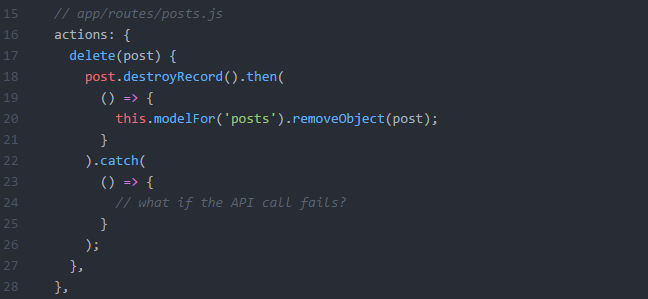 15 // app/routes/posts.js
16 actions: {
17 delete(post) {
18 post.destroyRecord().then(
19 () => {
20 this.modelFor('posts').removeObject(post);
21 }
22 ).catch(
23 () => {
24 // what if the API call fails?
25 }
26 );
27 },
28 },